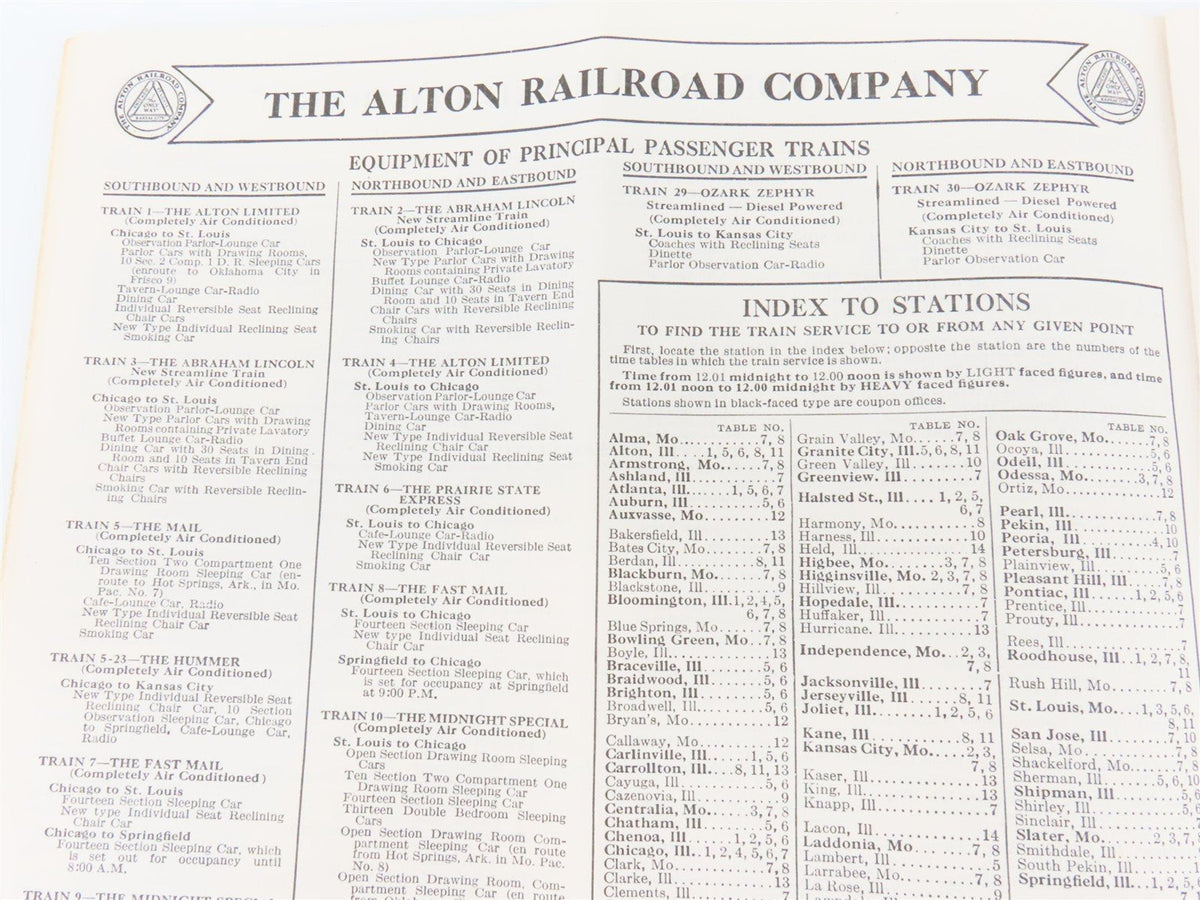 THE ALTON RAILROAD COMPANY
THE ALTON RAILROAD COMPANY
"THE ONLY WAY"
KANSAS CITY
THE ALTON RAILROAD COMPANY
EQUIPMENT OF PRINCIPAL PASSENGER TRAINS
SOUTHBOUND AND WESTBOUND
TRAIN 1—THE ALTON LIMITED
(Completely Air Conditioned)
Chicago to St. Louis
Observation Parlor-Lounge Car
Parlor Cars with Drawing Rooms,
10 Sec. 2 Comp. 1 D. R. Sleeping Cars
(enroute to Oklahoma City in
Frisco 9)
Tavern-Lounge Car-Radio
Dining Car
Individual Reversible Seat Reclining
Chair Cars
New Type Individual Reclining Seat
Smoking Car
TRAIN 3—THE ABRAHAM LINCOLN
New Streamline Train
(Completely Air Conditioned)
Chicago to St. Louis
Observation Parlor-Lounge Car
New Type Parlor Cars with Drawing
Rooms containing Private Lavatory
Buffet Lounge Car-Radio
Dining Car with 30 Seats in Dining
Room and 10 Seats in Tavern End
Chair Cars with Reversible Reclining
Chairs
Smoking Car with Reversible Reclin-
ing Chairs
TRAIN 5—THE MAIL
(Completely Air Conditioned)
Chicago to St. Louis
Ten Section Two Compartment One
Drawing Room Sleeping Car (en-
route to Hot Springs, Ark., in Mo.
Pac. No. 7)
Cafe-Lounge Car, Radio
New Type Individual Reversible Seat
Reclining Chair Car
Smoking Car
TRAIN 5-23—THE HUMMER
(Completely Air Conditioned)
Chicago to Kansas City
New Type Individual Reversible Seat
Reclining Chair Car, 10 Section
Observation Sleeping Car, Chicago
to Springfield, Cafe-Lounge Car,
Radio
TRAIN 7—THE FAST MAIL
(Completely Air Conditioned)
Chicago to St. Louis
Fourteen Section Sleeping Car
New type Individual Seat Reclining
Chair Car
Chicago to Springfield
Fourteen Section Sleeping Car, which
is set out for occupancy until
8:00 A.M.
TRAIN 9—THE MIDNIGHT SPECIAL
NORTHBOUND AND EASTBOUND
TRAIN 2—THE ABRAHAM LINCOLN
New Streamline Train
(Completely Air Conditioned)
St. Louis to Chicago
Observation Parlor-Lounge Car
New Type Parlor Cars with Drawing
Rooms containing Private Lavatory
Buffet Lounge Car-Radio
Dining Car with 30 Seats in Dining
Room and 10 Seats in Tavern End
Chair Cars with Reversible Reclining
Chairs
Smoking Car with Reversible Reclin-
ing Chairs
TRAIN 4—THE ALTON LIMITED
(Completely Air Conditioned)
St. Louis to Chicago
Observation Parlor-Lounge Car
Parlor Cars with Drawing Rooms,
Tavern-Lounge Car-Radio
Dining Car
New Type Individual Reversible Seat
Reclining Chair Car
New Type Individual Reclining Seat
Smoking Car
TRAIN 6—THE PRAIRIE STATE
EXPRESS
(Completely Air Conditioned)
St. Louis to Chicago
Cafe-Lounge Car-Radio
New Type Individual Reversible Seat
Reclining Chair Car
Smoking Car
TRAIN 8—THE FAST MAIL
(Completely Air Conditioned)
St. Louis to Chicago
Fourteen Section Sleeping Car
New type Individual Seat Reclining
Chair Car
Springfield to Chicago
Fourteen Section Sleeping Car, which
is set for occupancy at Springfield
at 9:00 P.M.
TRAIN 10—THE MIDNIGHT SPECIAL
(Completely Air Conditioned)
St. Louis to Chicago
Open Section Drawing Room Sleeping
Cars
Ten Section Two Compartment One
Drawing Room Sleeping Car
Fourteen Section Sleeping Car
Thirteen Double Bedroom Sleeping
Cars
Open Section Drawing Room Com-
partment Sleeping Car (en route
from Hot Springs, Ark. in Mo. Pac.
No. 8)
Open Section Drawing Room, Com-
partment Sleeping Car (en route
SOUTHBOUND AND WESTBOUND
TRAIN 29—OZARK ZEPHYR
Streamlined — Diesel Powered
(Completely Air Conditioned)
St. Louis to Kansas City
Coaches with Reclining Seats
Dinette
Parlor Observation Car-Radio
NORTHBOUND AND EASTBOUND
TRAIN 30—OZARK ZEPHYR
Streamlined — Diesel Powered
(Completely Air Conditioned)
Kansas City to St. Louis
Coaches with Reclining Seats
Dinette
Parlor Observation Car
INDEX TO STATIONS
TO FIND THE TRAIN SERVICE TO OR FROM ANY GIVEN POINT
First, locate the station in the index below; opposite the station are the numbers of the
time tables in which the train service is shown.
Time from 12.01 midnight to 12.00 noon is shown by LIGHT faced figures, and time
from 12.01 noon to 12.00 midnight by HEAVY faced figures.
Stations shown in black-faced type are coupon offices.
TABLE NO.
Alma, Mo..........7, 8
Alton, Ill.....1, 5, 6, 8, 11
Armstrong, Mo......7, 8
Ashland, Ill..........7
Atlanta, Ill......1, 5, 6, 7
Auburn, Ill..........5, 6
Auxvasse, Mo........12
Bakersfield, Ill........13
Bates City, Mo......7, 8
Berdan, Ill..........8, 11
Blackburn, Mo......7, 8
Blackstone, Ill........9
Bloomington, Ill.1, 2, 4, 5,
6, 7, 8
Blue Springs, Mo....7, 8
Bowling Green, Mo..7, 8
Boyle, Ill............13
Braceville, Ill........5, 6
Braidwood, Ill......5, 6
Brighton, Ill........5, 6
Broadwell, Ill........5, 6
Bryan's, Mo..........12
Callaway, Mo........12
Carlinville, Ill....1, 5, 6
Carrollton, Ill...8, 11, 13
Cayuga, Ill..........5, 6
Cazenovia, Ill........9
Centralia, Mo....3, 7, 8
Chatham, Ill........5, 6
Chenoa, Ill....1, 2, 5, 6
Chicago, Ill..1, 2, 4, 5, 6, 7
Clark, Mo..........7, 8
Clarke, Ill..........13
Clements, Ill..........7
TABLE NO.
Grain Valley, Mo.....7, 8
Granite City, Ill.5, 6, 8, 11
Green Valley, Ill......10
Greenview. Ill........7
Halsted St., Ill.... 1, 2, 5,
6, 7
Harmony, Mo........8
Harness, Ill..........10
Held, Ill............14
Higbee, Mo......3, 7, 8
Higginsville, Mo. 2, 3, 7, 8
Hillview, Ill........7, 8
Hopedale, Ill........7
Huffaker, Ill........7
Hurricane. Ill........13
Independence, Mo...2, 3,
7, 8
Jacksonville, Ill......7
Jerseyville, Ill......8, 11
Joliet, Ill......1, 2, 5, 6
Kane, Ill..........8, 11
Kansas City, Mo....2, 3,
7, 8
Kaser, Ill............13
King, Ill............13
Knapp, Ill..........7
Lacon, Ill..........14
Laddonia, Mo......7, 8
Lambert, Ill..........5
Larrabee, Mo......7, 8
La Rose, Ill..........9
TABLE NO.
Oak Grove, Mo.....7, 8
Ocoya, Ill..........5, 6
Odell, Ill..........5, 6
Odessa, Mo......3, 7, 8
Ortiz, Mo..........12
Pearl, Ill..........7, 8
Pekin, Ill..........7, 10
Peoria, Ill........4, 10
Petersburg, Ill......7
Plainview, Ill......5, 6
Pleasant Hill, Ill...7, 8
Pontiac, Ill....1, 2, 5, 6
Prentice, Ill........7
Prouty, Ill..........7
Rees, Ill............7
Roodhouse, Ill..1, 2, 7, 8,
11
Rush Hill, Mo......7, 8
St. Louis, Mo....1, 3, 5, 6,
8, 11
San Jose, Ill......7, 10
Selsa, Mo..........7, 8
Shackelford, Mo....7, 8
Sherman, Ill....5, 6, 10
Shipman, Ill......5, 6
Shirley, Ill........5, 6
Sinclair, Ill........7
Slater, Mo......2, 3, 7,
Smithdale, Ill.......
South Pekin, Ill......
Springfield, Ill...1, 2, 5,
7,